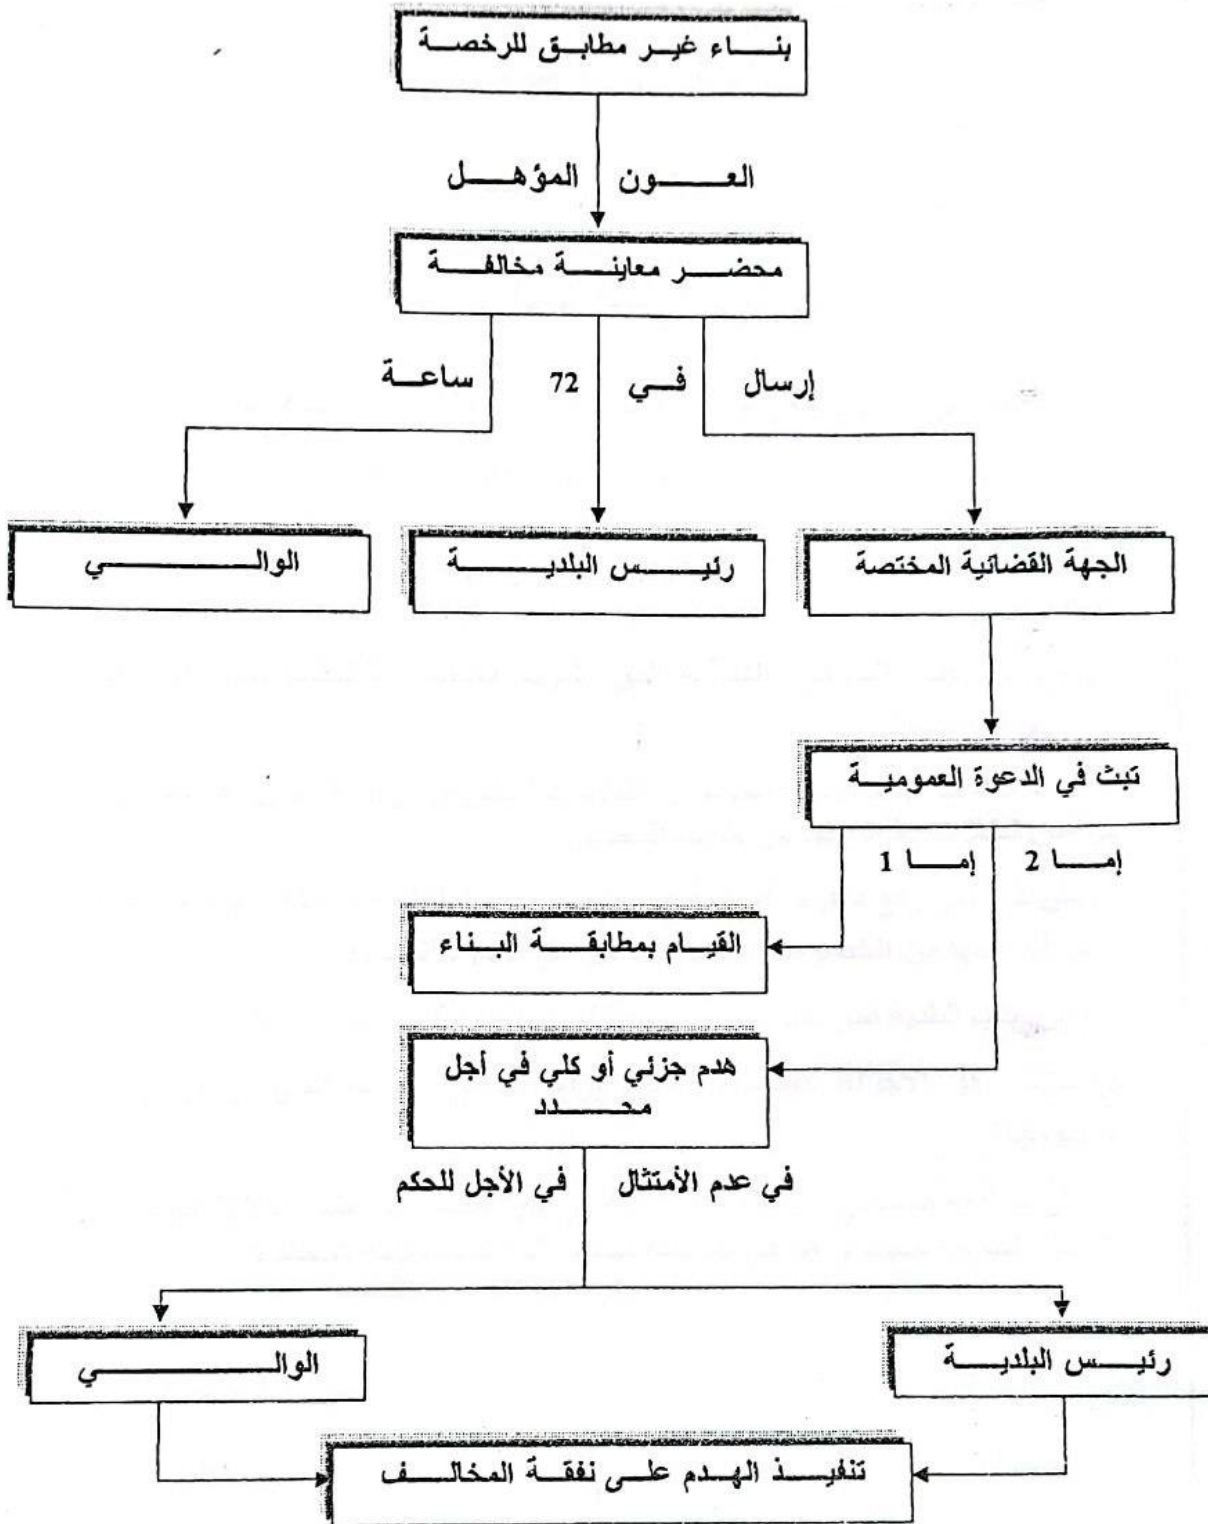 بناء غير مطابق للرخصة
العون المؤهل
محضر معاينة مخالفة
إرسال في 72 ساعة
الجهة القضائية المختصة
رئيس البلدية
الوالي
تبث في الدعوة العمومية
إما 2 إما 1
القيام بمطابقة البناء
هدم جزئي أو كلي في أجل
محدد
في عدم الأمتثال في الأجل للحكم
رئيس البلدية
الوالي
تنفيذ الهدم على نفقة المخالف